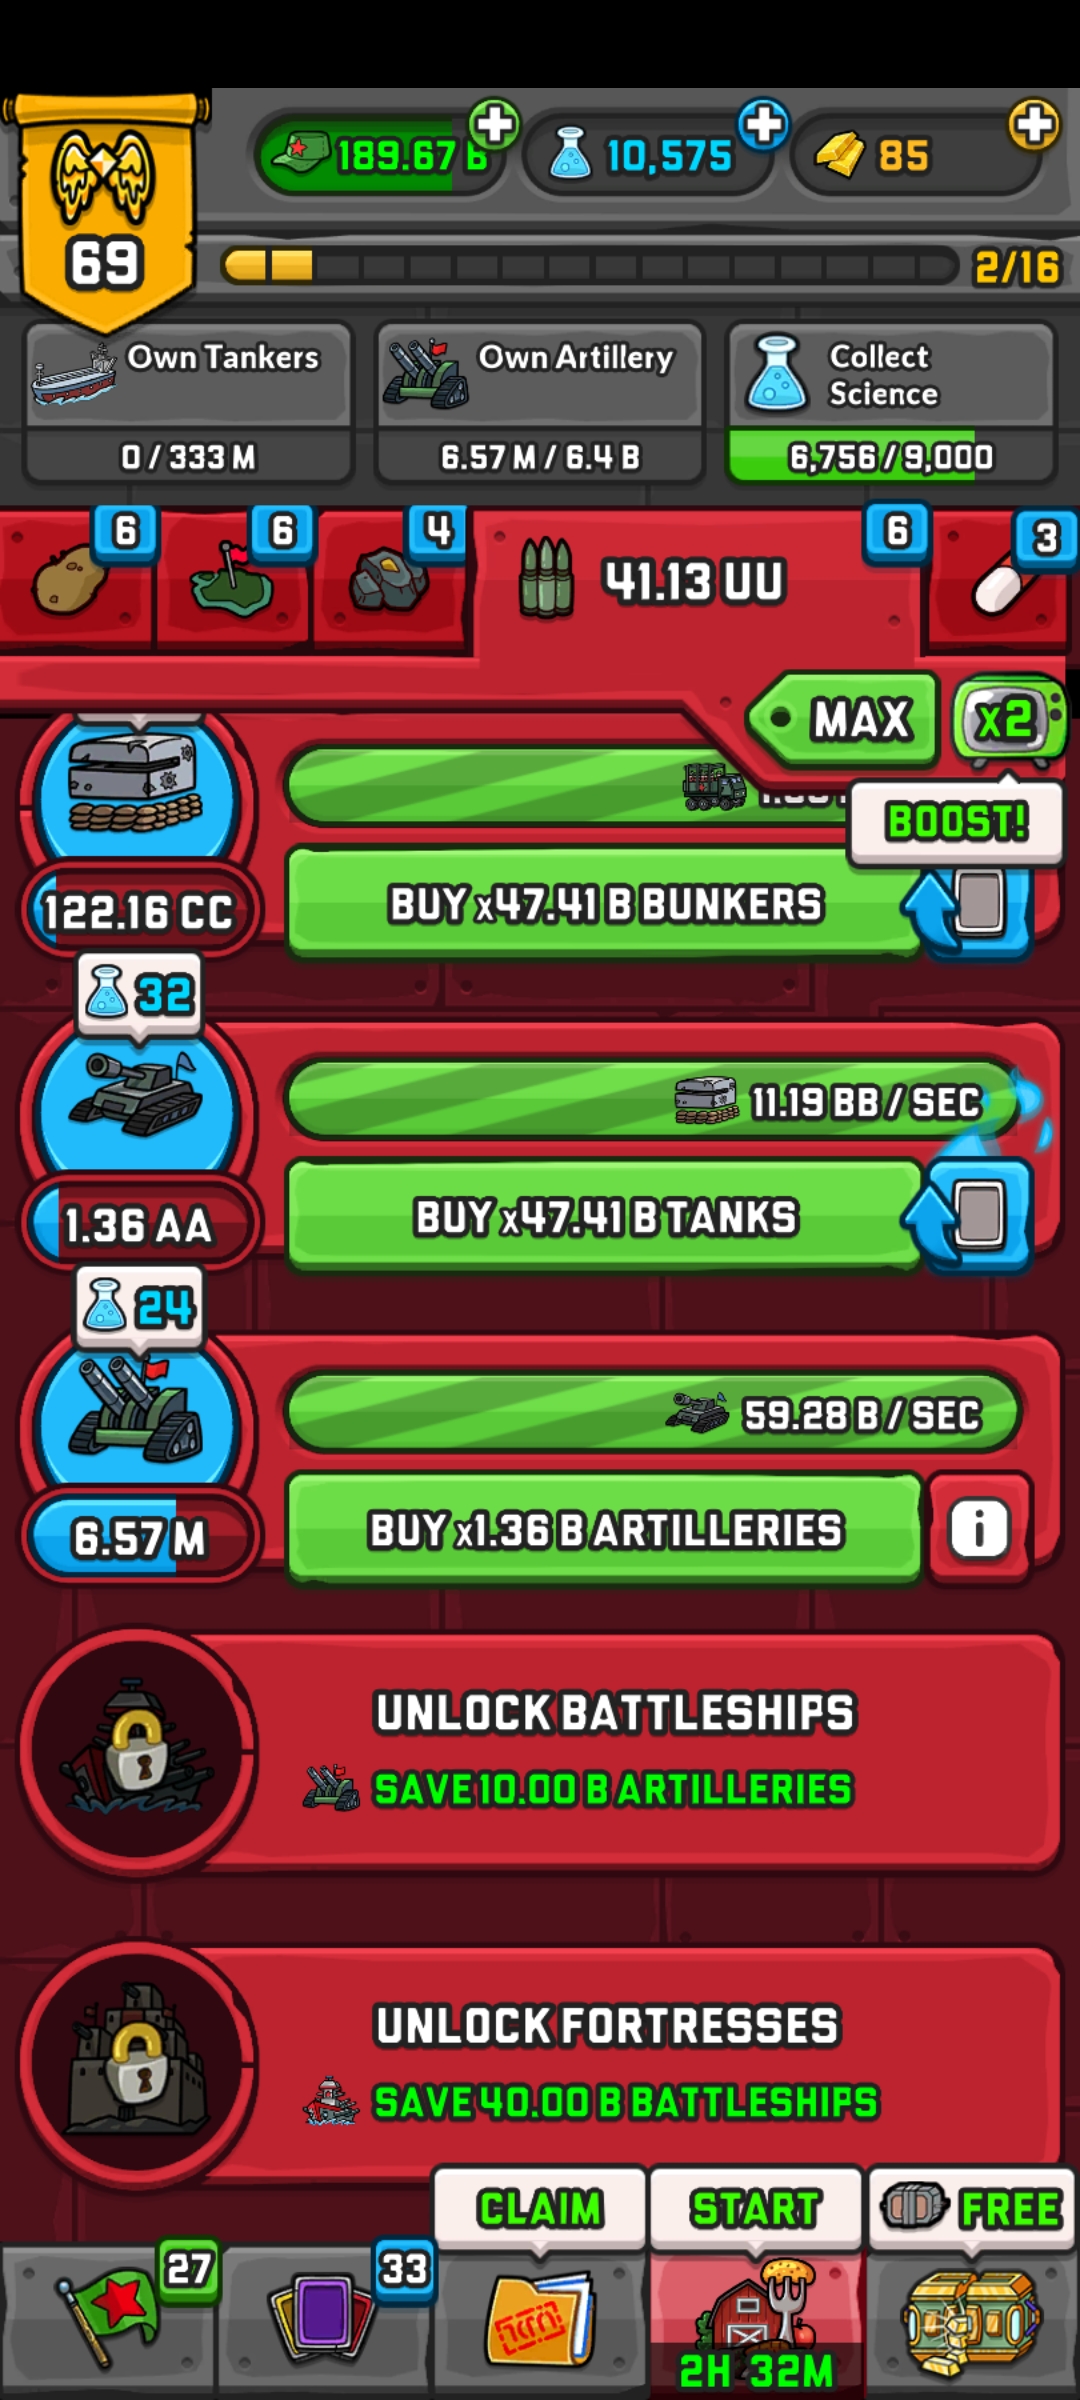 189.67 B
10,575
85
69
2/16
Own Tankers
0 / 333 M
Own Artillery
6.57 M / 6.4 B
Collect
Science
6,756 / 9,000
6
6
4
41.13 UU
6
3
MAX
x2
BOOST!
122.16 CC
BUY x47.41 B BUNKERS
32
11.19 BB / SEC
1.36 AA
BUY x47.41 B TANKS
24
59.28 B / SEC
6.57 M
BUY x1.36 B ARTILLERIES
i
UNLOCK BATTLESHIPS
SAVE 10.00 B ARTILLERIES
UNLOCK FORTRESSES
SAVE 40.00 B BATTLESHIPS
CLAIM
START
FREE
27
33
2H 32M